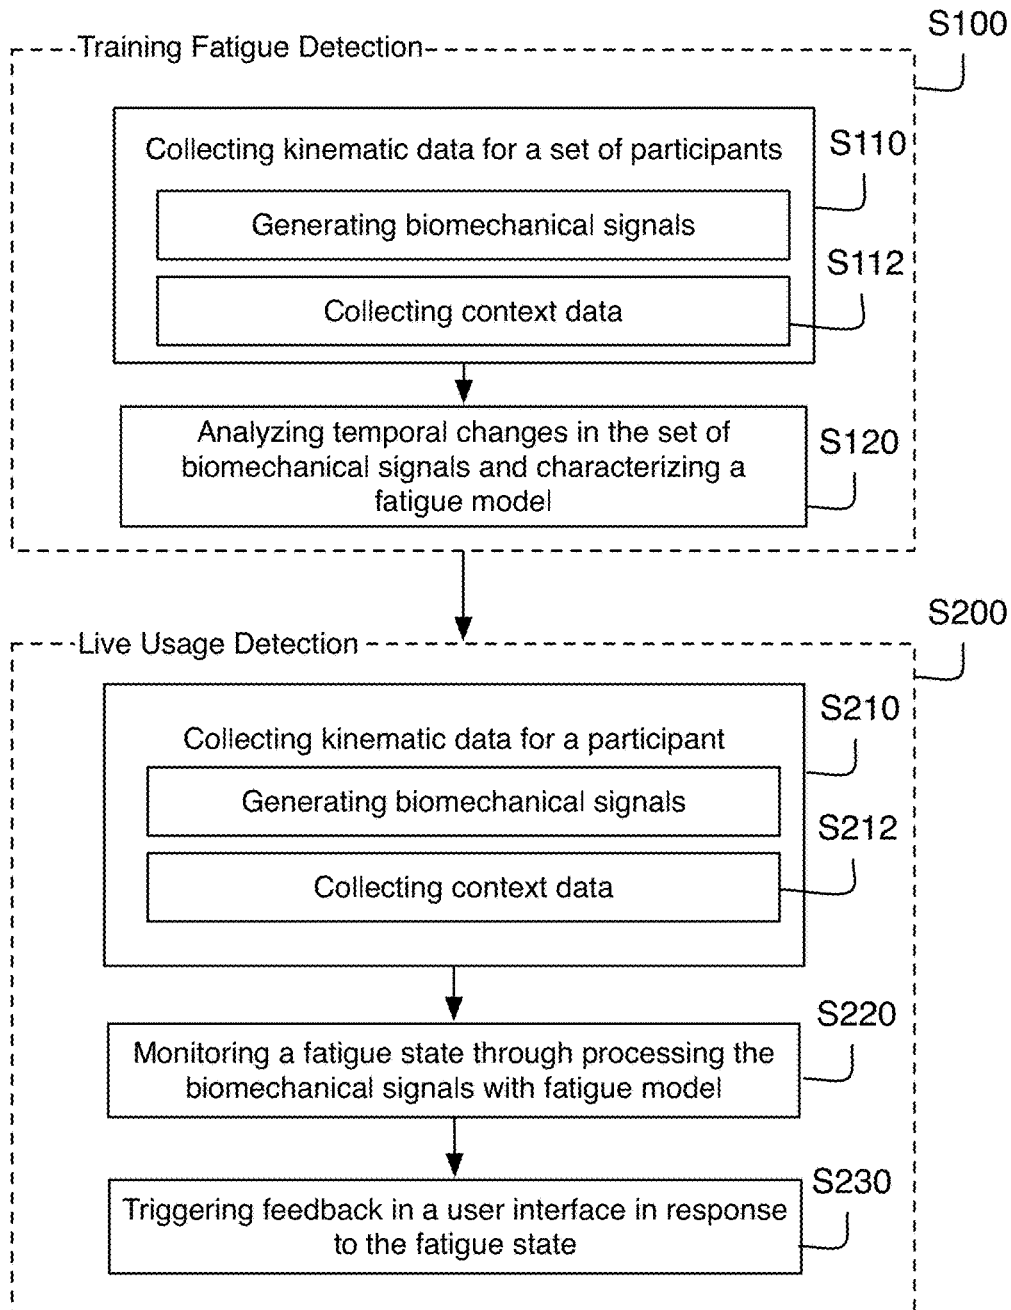 S100
Training Fatigue Detection
Collecting kinematic data for a set of participants
S110
Generating biomechanical signals
S112
Collecting context data
Analyzing temporal changes in the set of
biomechanical signals and characterizing a
fatigue model
S120
S200
Live Usage Detection
S210
Collecting kinematic data for a participant
Generating biomechanical signals
S212
Collecting context data
S220
Monitoring a fatigue state through processing the
biomechanical signals with fatigue model
S230
Triggering feedback in a user interface in response
to the fatigue state